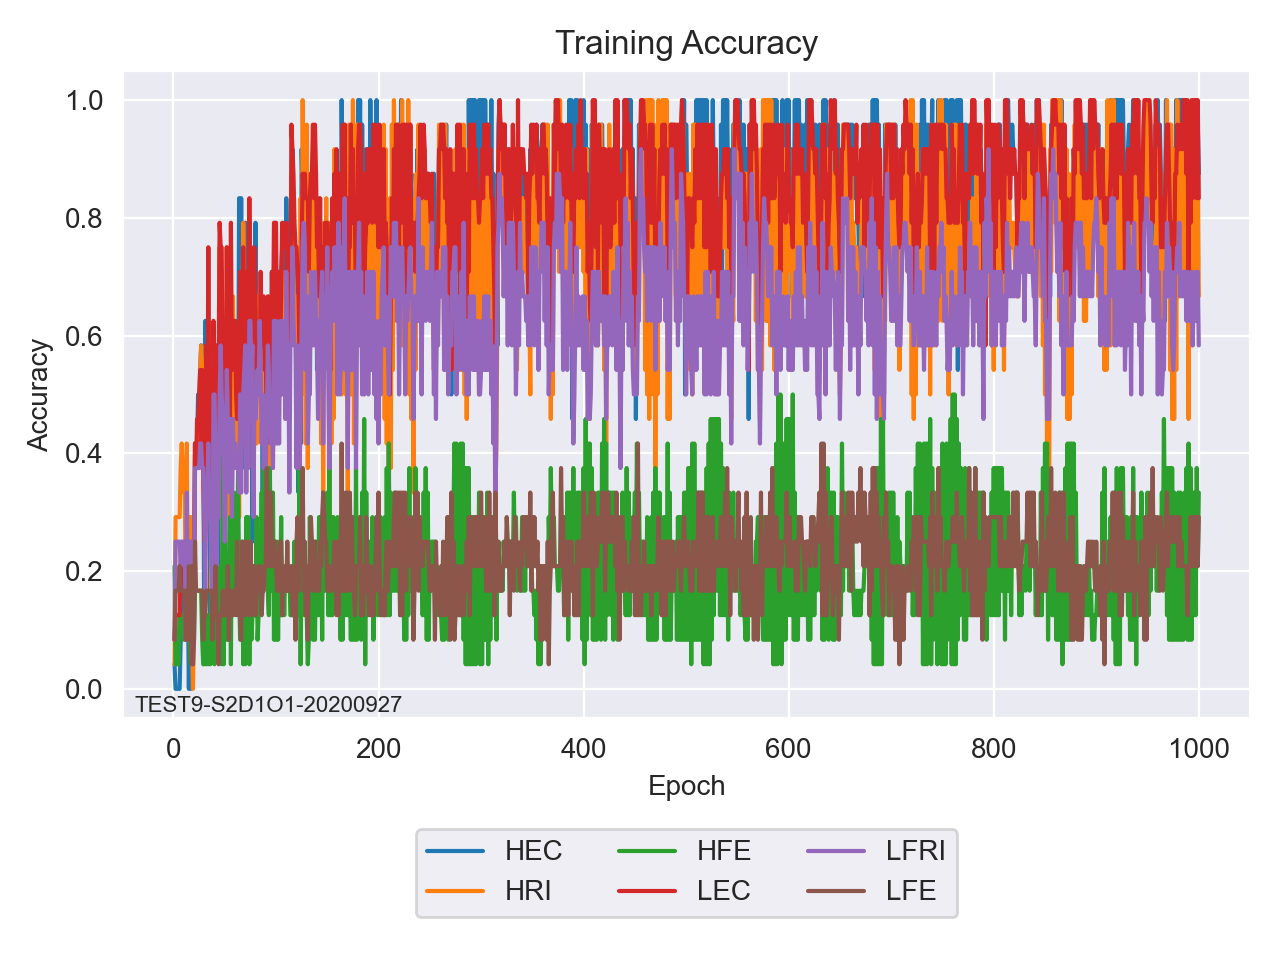 Training Accuracy
Accuracy
1.0
0.8
0.6
0.4
0.2
0.0
TEST9-S2D1O1-20200927
0 200 400 600 800 1000
Epoch
HEC HFE LFRI
HRI LEC LFE